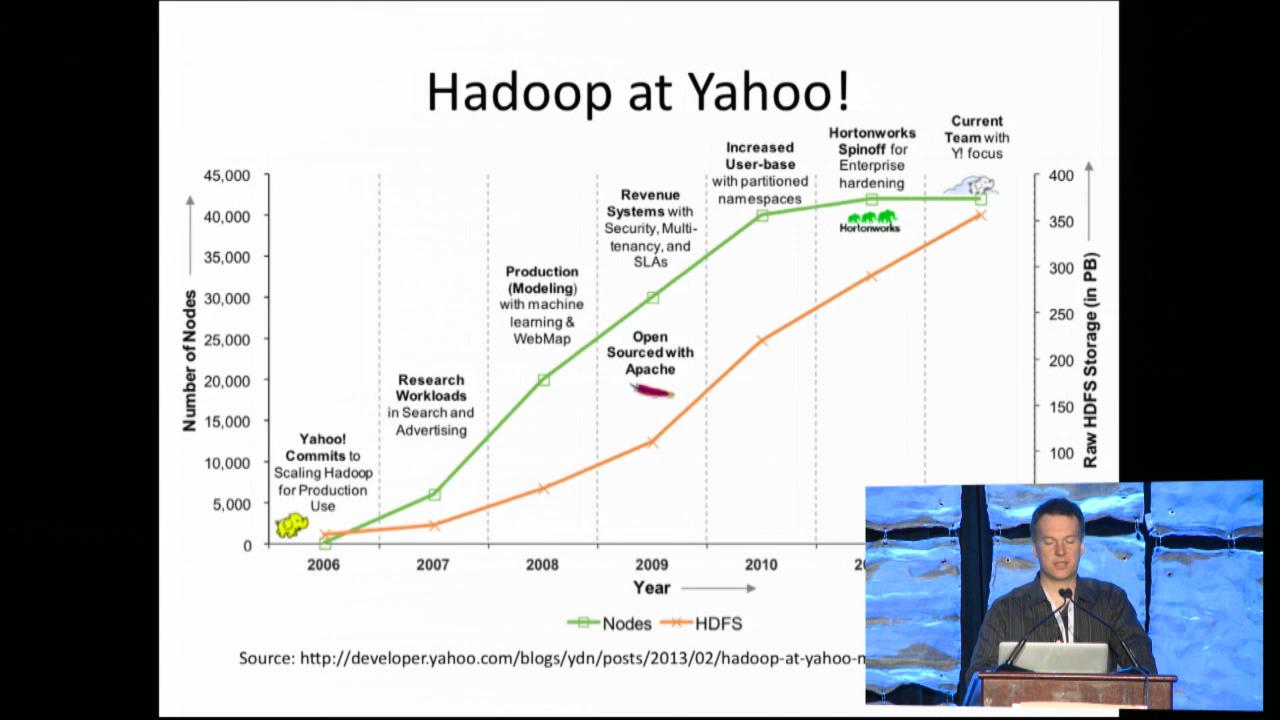 Hadoop at Yahoo!
Current
Team with
Y! focus
Hortonworks
Spinoff for
Enterprise
hardening
Increased
User-base
with partitioned
namespaces
Revenue
Systems with
Security, Multi-
tenancy, and
SLAs
Production
(Modeling)
with machine
learning &
WebMap
Open
Sourced with
Apache
Research
Workloads
in Search and
Advertising
Yahoo!
Commits to
Scaling Hadoop
for Production
Use
Hortonworks
Number of Nodes
45,000
40,000
35,000
30,000
25,000
20,000
15,000
10,000
5,000
0
Raw HDFS Storage (in PB)
400
350
300
250
200
150
100
2006
2007
2008
2009
2010
Year
Nodes
HDFS
Source: http://developer.yahoo.com/blogs/ydn/posts/2013/02/hadoop-at-yahoo-